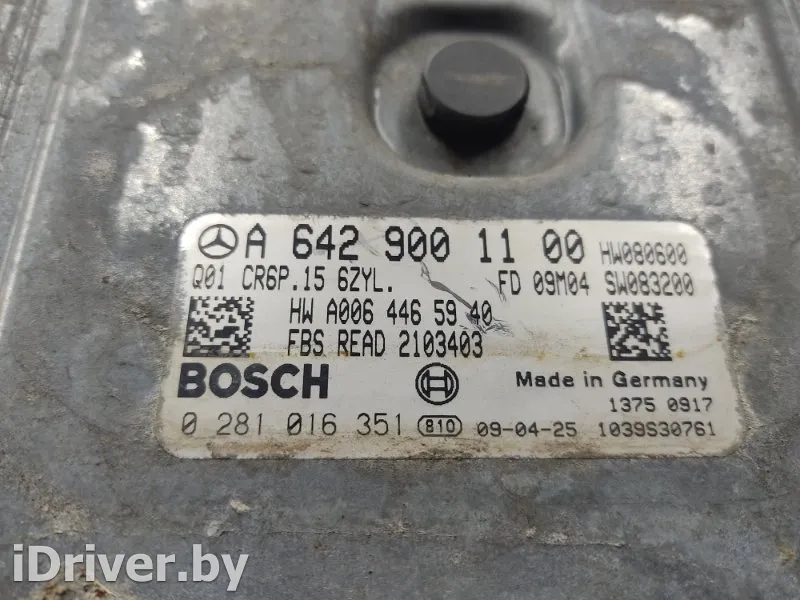 A 642 900 11 00 HW080600
Q01 CR6P.15 6ZYL. FD 09M04 SW083200
HW A006 446 59 40
FBS READ 2103403
BOSCH Made in Germany
1375 0917
0 281 016 351 810 09-04-25 1039S30761
iDriver.by